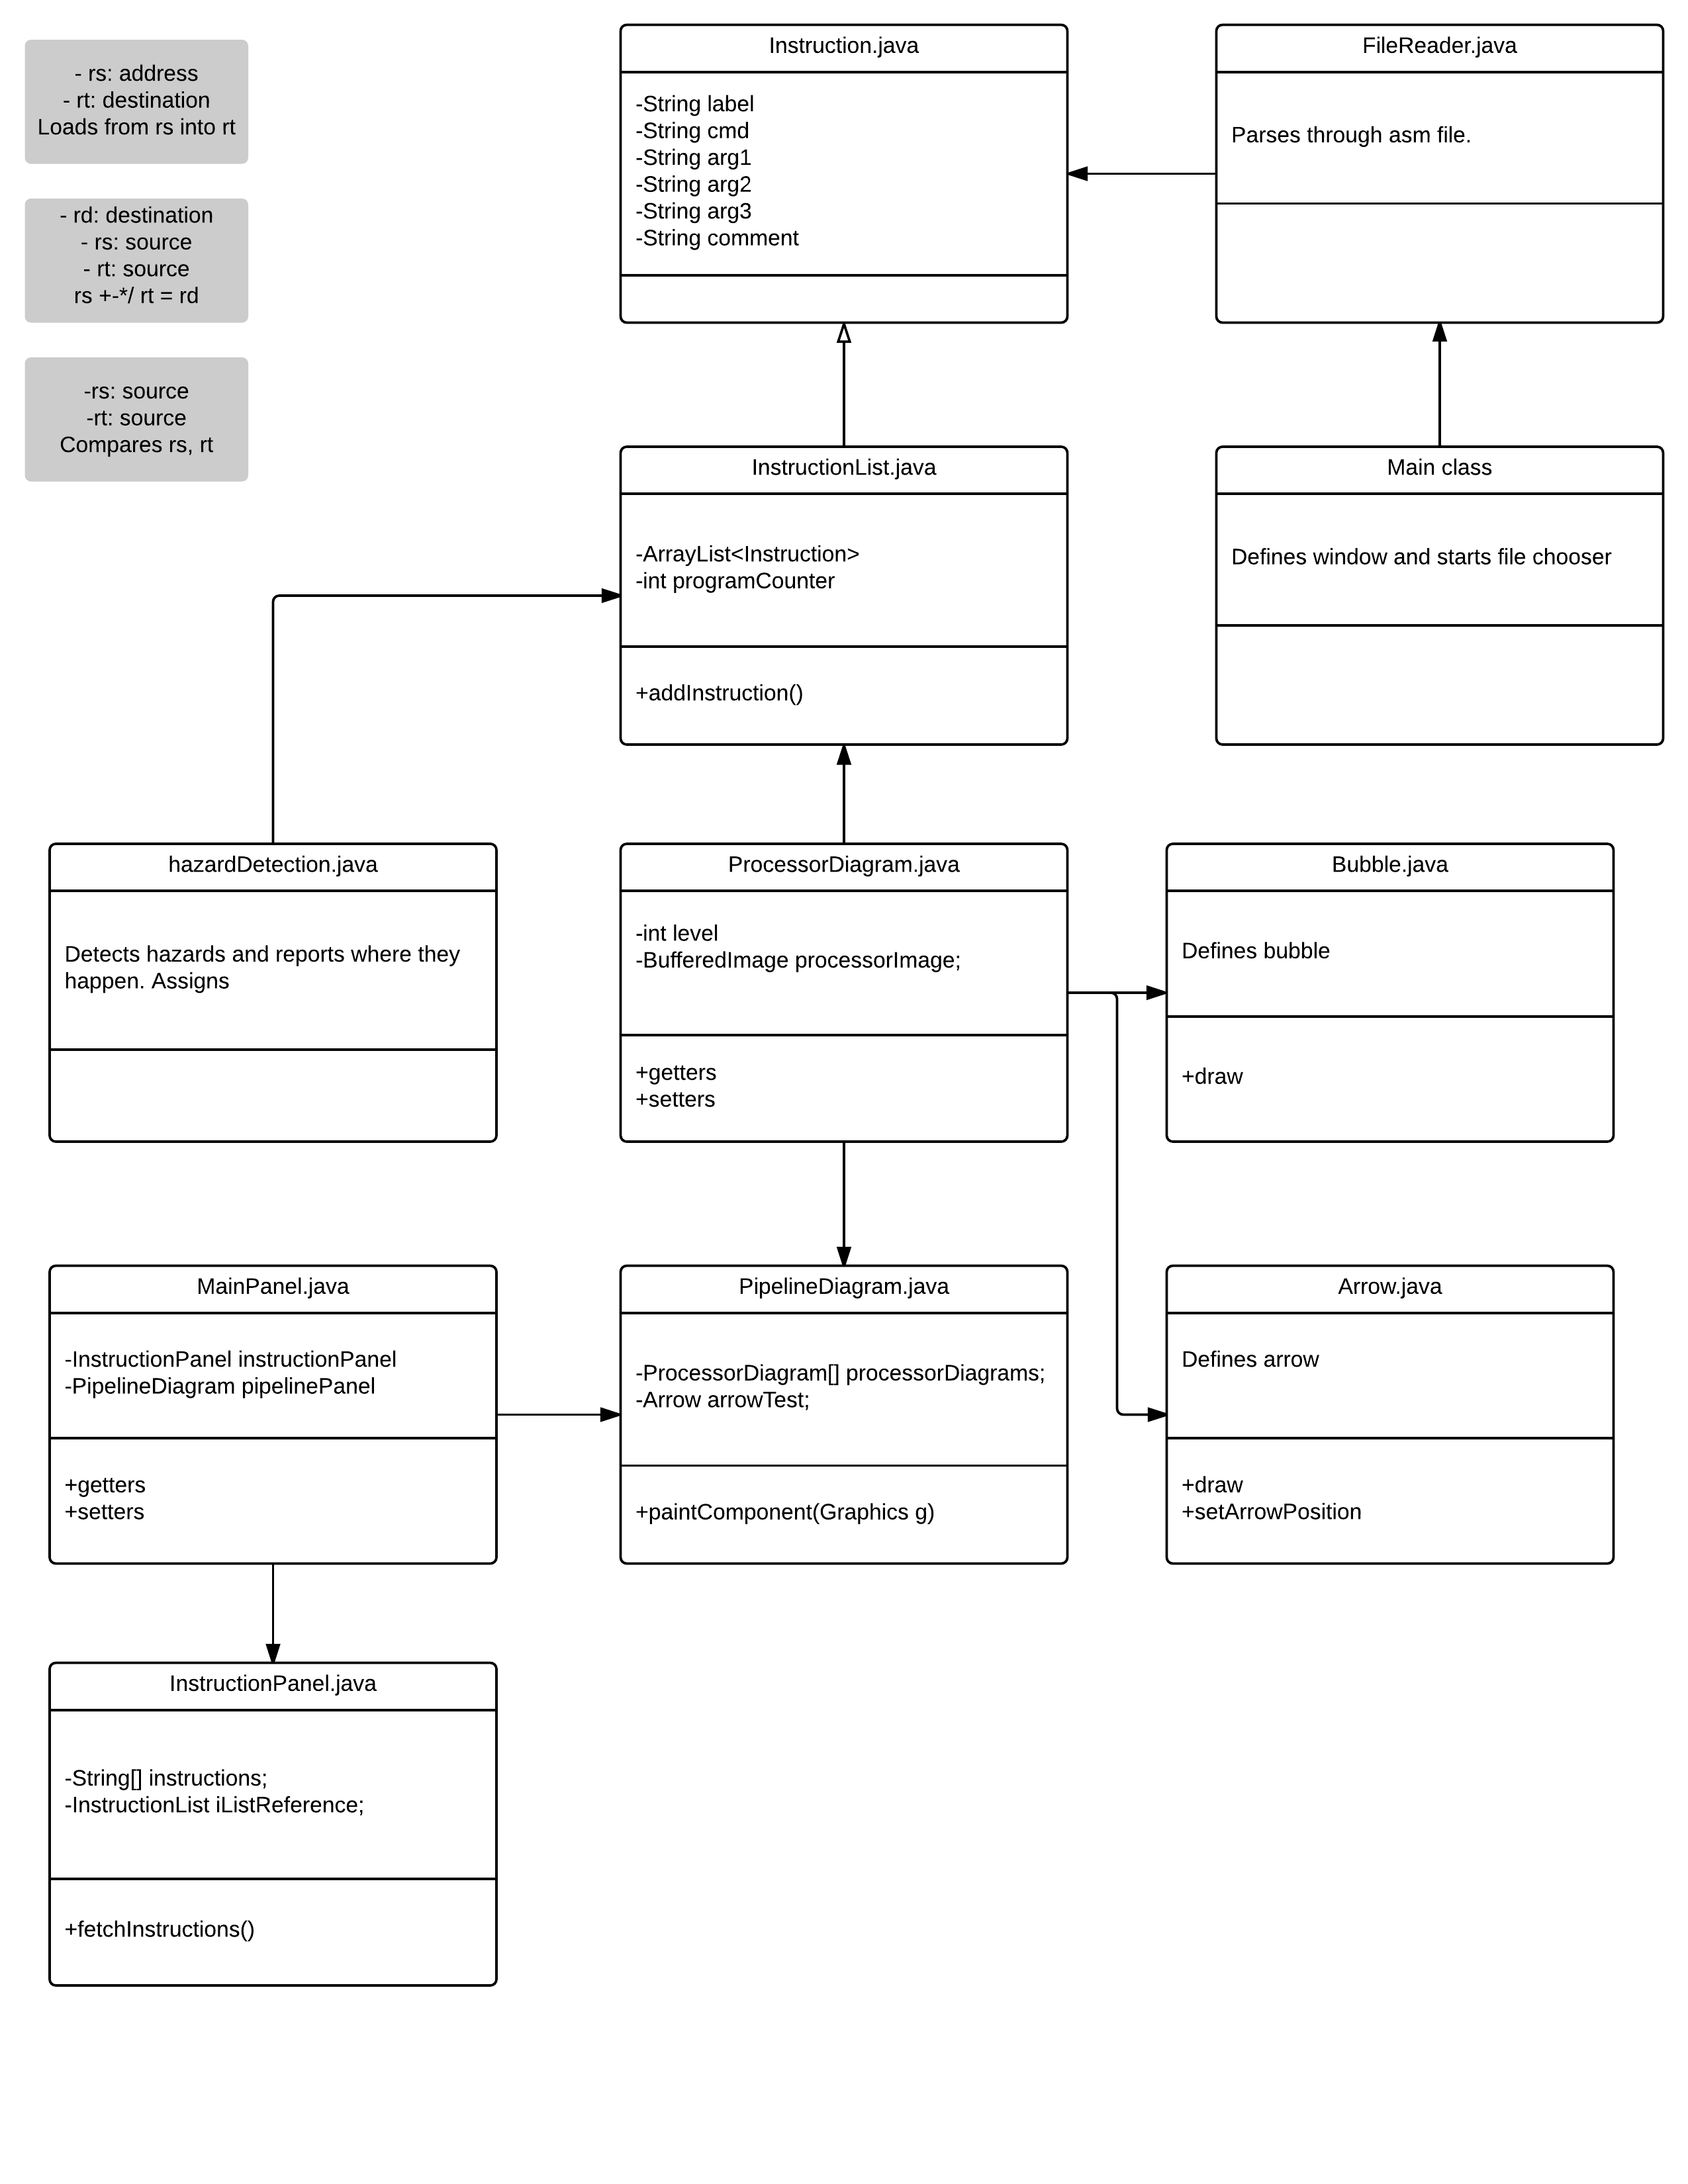 - rs: address
- rt: destination
Loads from rs into rt
- rd: destination
- rs: source
- rt: source
rs +-*/ rt = rd
-rs: source
-rt: source
Compares rs, rt
Instruction.java
-String label
-String cmd
-String arg1
-String arg2
-String arg3
-String comment
FileReader.java
Parses through asm file.
InstructionList.java
-ArrayList<Instruction>
-int programCounter
+addInstruction()
Main class
Defines window and starts file chooser
hazardDetection.java
Detects hazards and reports where they
happen. Assigns
ProcessorDiagram.java
-int level
-BufferedImage processorImage;
+getters
+setters
Bubble.java
Defines bubble
+draw
MainPanel.java
-InstructionPanel instructionPanel
-PipelineDiagram pipelinePanel
+getters
+setters
PipelineDiagram.java
-ProcessorDiagram[] processorDiagrams;
-Arrow arrowTest;
+paintComponent(Graphics g)
Arrow.java
Defines arrow
+draw
+setArrowPosition
InstructionPanel.java
-String[] instructions;
-InstructionList iListReference;
+fetchInstructions()